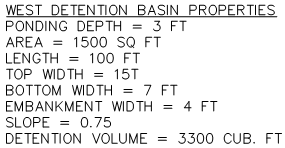 WEST DETENTION BASIN PROPERTIES
PONDING DEPTH = 3 FT
AREA = 1500 SQ FT
LENGTH = 100 FT
TOP WIDTH = 15T
BOTTOM WIDTH = 7 FT
EMBANKMENT WIDTH = 4 FT
SLOPE = 0.75
DETENTION VOLUME = 3300 CUB. FT